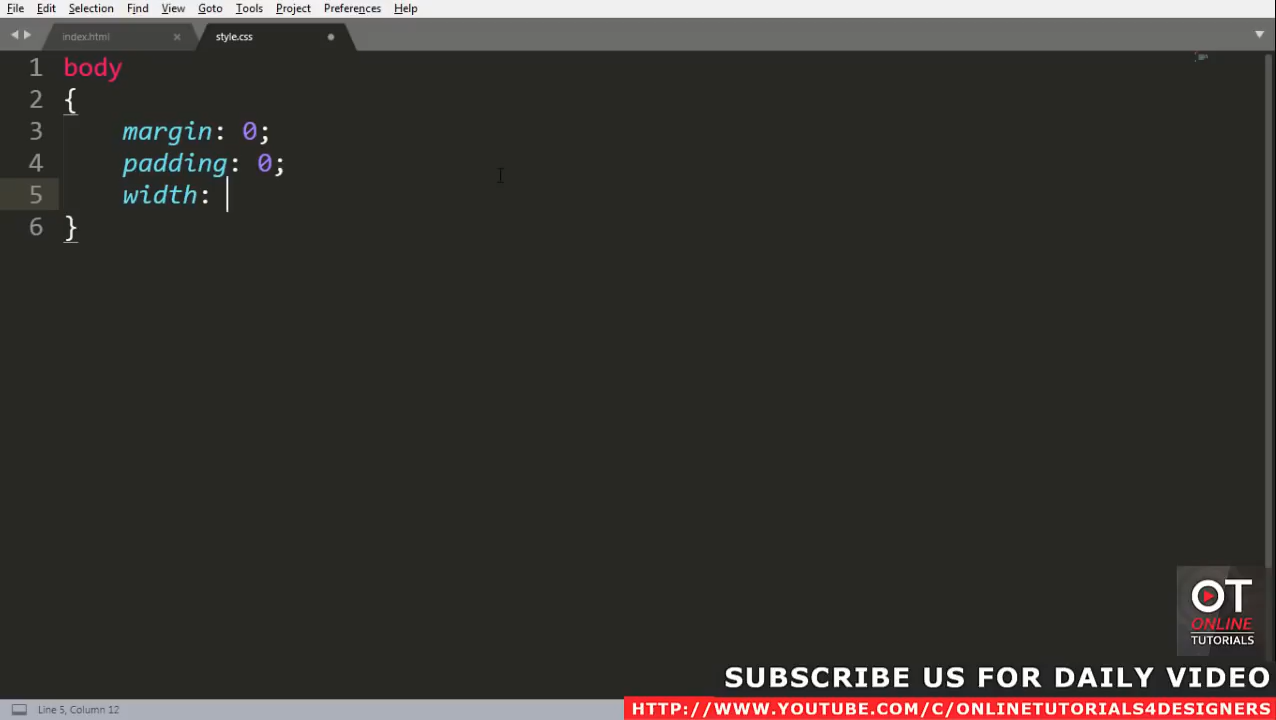 File Edit Selection Find View Goto Tools Project Preferences Help
index.html × style.css
1 body
2 {
3 margin: 0;
4 padding: 0;
5 width:
6 }
OT
ONLINE
TUTORIALS
SUBSCRIBE US FOR DAILY VIDEO
Line 5, Column 12
HTTP://WWW.YOUTUBE.COM/C/ONLINETUTORIALS4DESIGNERS